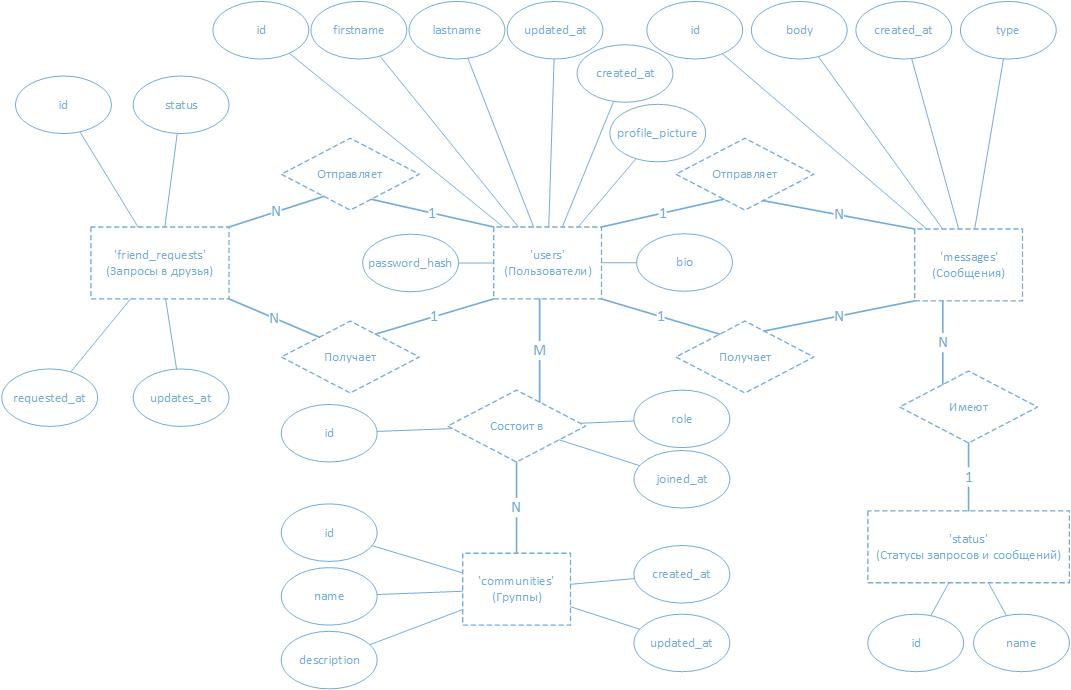 id
firstname
lastname
updated_at
id
body
created_at
type
created_at
id
status
profile_picture
Отправляет
Отправляет
N
1
1
N
'friend_requests'
(Запросы в друзья)
password_hash
'users'
(Пользователи)
bio
'messages'
(Сообщения)
N
1
1
N
Получает
Получает
M
N
requested_at
updates_at
id
Состоит в
role
Имеют
joined_at
1
N
id
'status'
(Статусы запросов и сообщений)
name
'communities'
(Группы)
created_at
description
updated_at
id
name